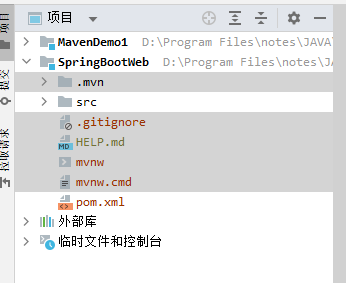 项目
MavenDemo1 D:\Program Files\notes\JAVA
SpringBootWeb D:\Program Files\notes\J
.mvn
src
.gitignore
HELP.md
mvnw
mvnw.cmd
pom.xml
外部库
临时文件和控制台
项目
提交
拉取请求